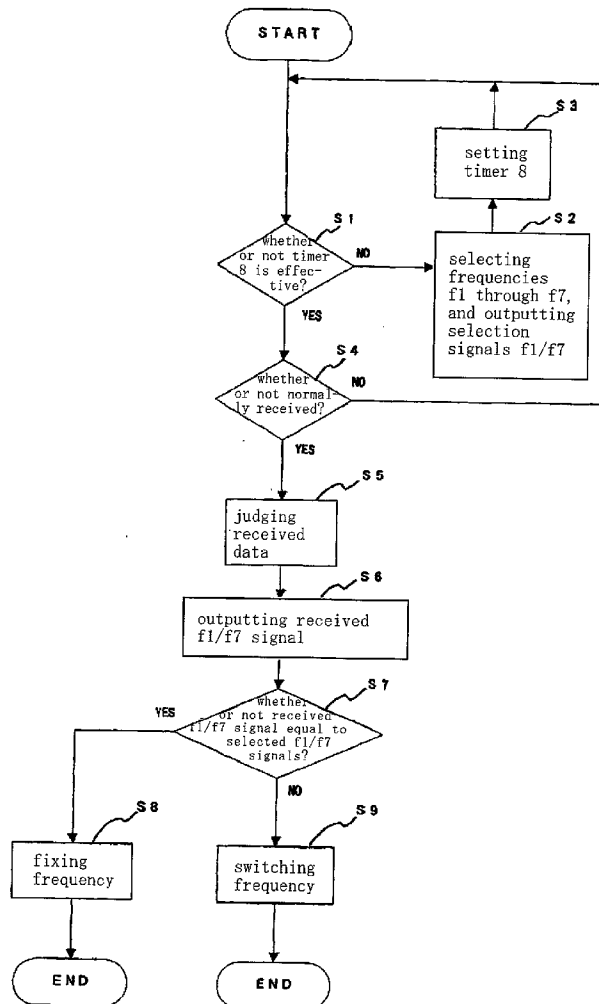 START
S 3
setting
timer 8
S 1
whether
or not timer
8 is effec-
tive?
NO
YES
S 2
selecting
frequencies
f1 through f7,
and outputting
selection
signals f1/f7
S 4
whether
or not normal-
ly received?
NO
YES
S 5
judging
received
data
S 6
outputting received
f1/f7 signal
S 7
whether
or not received
f1/f7 signal equal to
selected f1/f7
signals?
YES
NO
S 8
fixing
frequency
S 9
switching
frequency
END
END